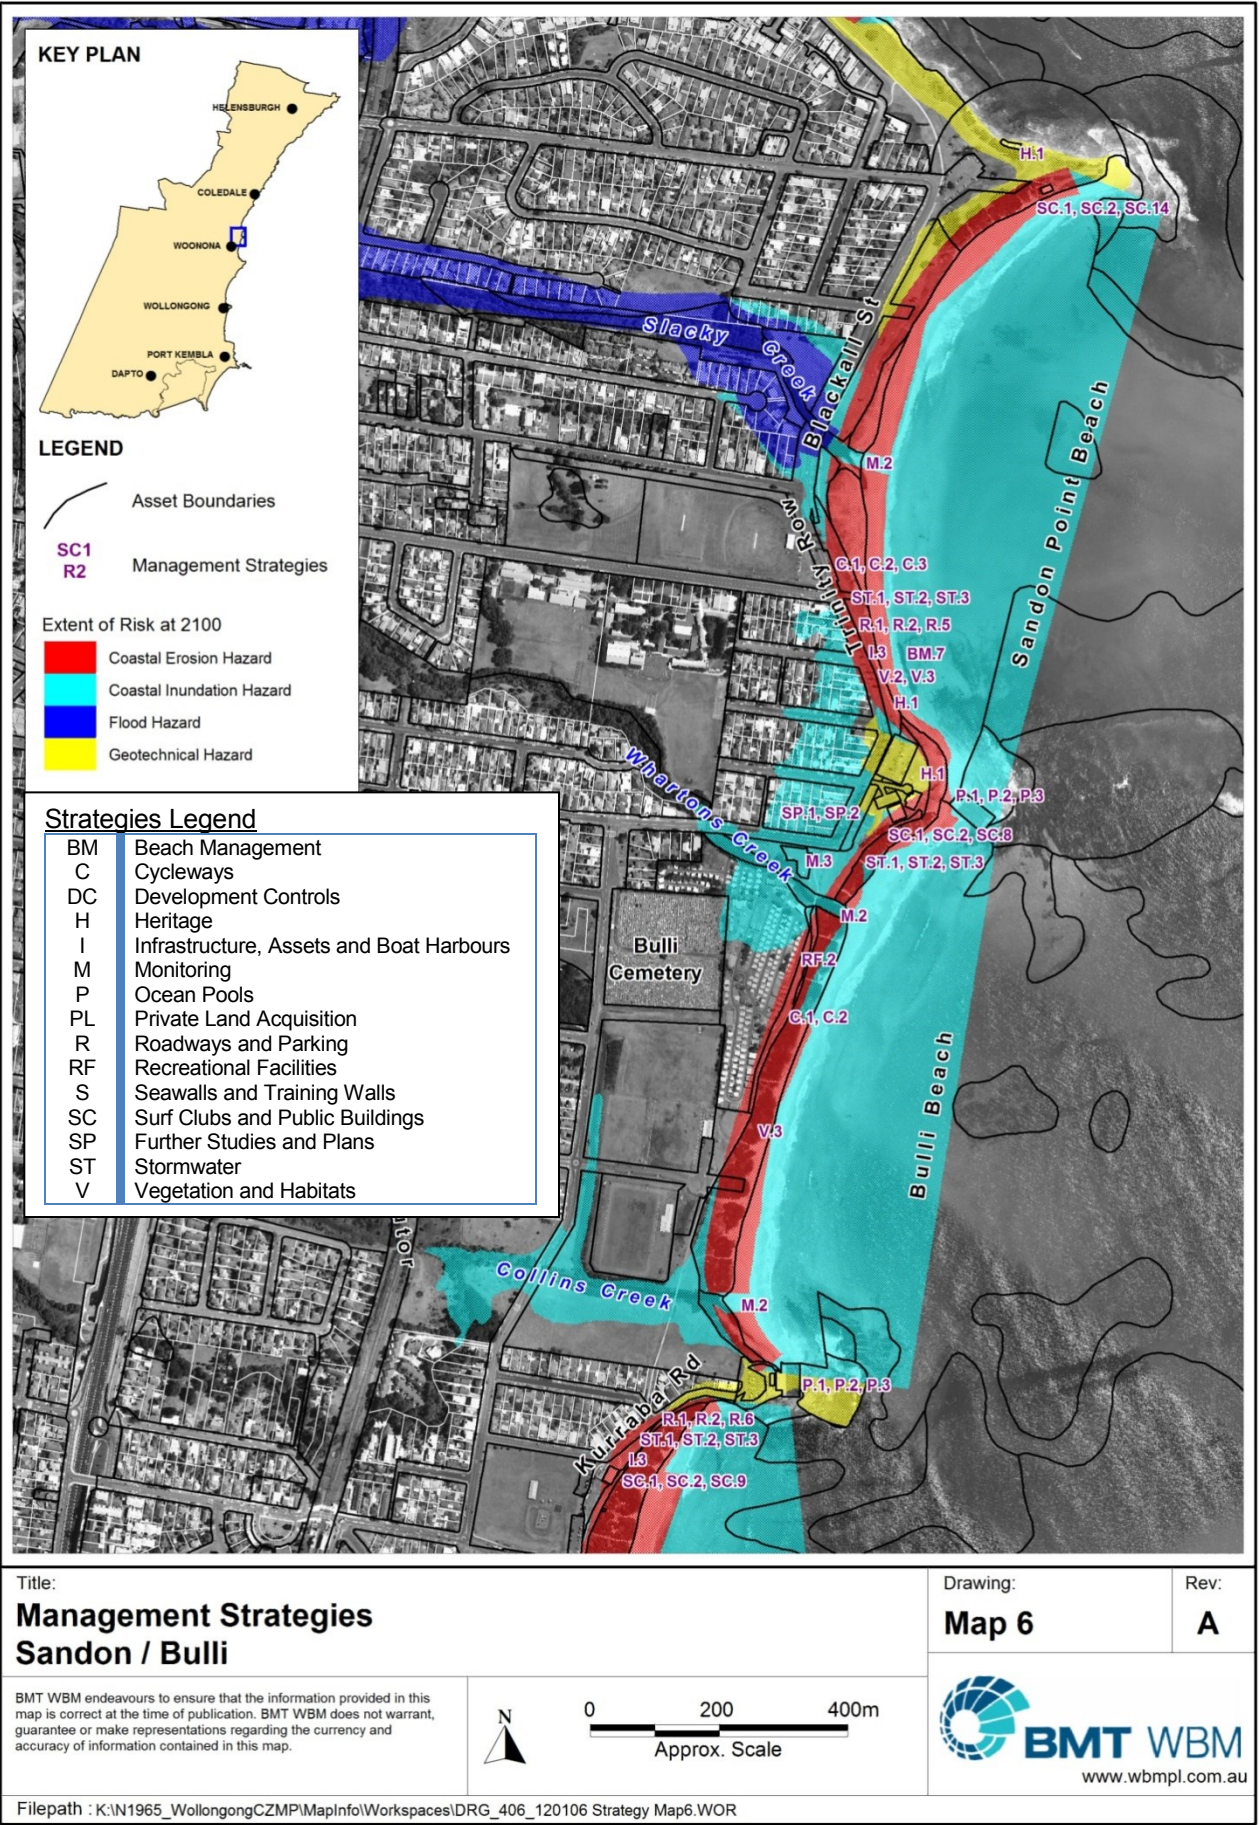 KEY PLAN
HELENSBURGH
COLEDALE
WOONONA
WOLLONGONG
PORT KEMBLA
DAPTO
LEGEND
Asset Boundaries
SC1
R2
Management Strategies
Extent of Risk at 2100
Coastal Erosion Hazard
Coastal Inundation Hazard
Flood Hazard
Geotechnical Hazard
Strategies Legend
BM Beach Management
C Cycleways
DC Development Controls
H Heritage
I Infrastructure, Assets and Boat Harbours
M Monitoring
P Ocean Pools
PL Private Land Acquisition
R Roadways and Parking
RF Recreational Facilities
S Seawalls and Training Walls
SC Surf Clubs and Public Buildings
SP Further Studies and Plans
ST Stormwater
V Vegetation and Habitats
H.1
SC.1, SC.2, SC.14
Slacky Creek
Blackall St
M.2
Sandon Point Beach
Trinity Row
C.1, C.2, C.3
ST.1, ST.2, ST.3
R.1, R.2, R.5
I.3 BM.7
V.2, V.3
H.1
Whartons Creek
H.1
P.1, P.2, P.3
SP.1, SP.2
SC.1, SC.2, SC.8
M.3
ST.1, ST.2, ST.3
M.2
Bulli
Cemetery
RF.2
C.1, C.2
Bulli Beach
V.3
tor
Collins Creek
M.2
Kurraba Rd
P.1, P.2, P.3
R.1, R.2, R.6
ST.1, ST.2, ST.3
I.3
SC.1, SC.2, SC.9
Title:
Management Strategies
Sandon / Bulli
Drawing:
Map 6
Rev:
A
BMT WBM endeavours to ensure that the information provided in this
map is correct at the time of publication. BMT WBM does not warrant,
guarantee or make representations regarding the currency and
accuracy of information contained in this map.
N
0 200 400m
Approx. Scale
BMT WBM
www.wbmpl.com.au
Filepath : K:\N1965_WollongongCZMP\MapInfo\Workspaces\DRG_406_120106 Strategy Map6.WOR